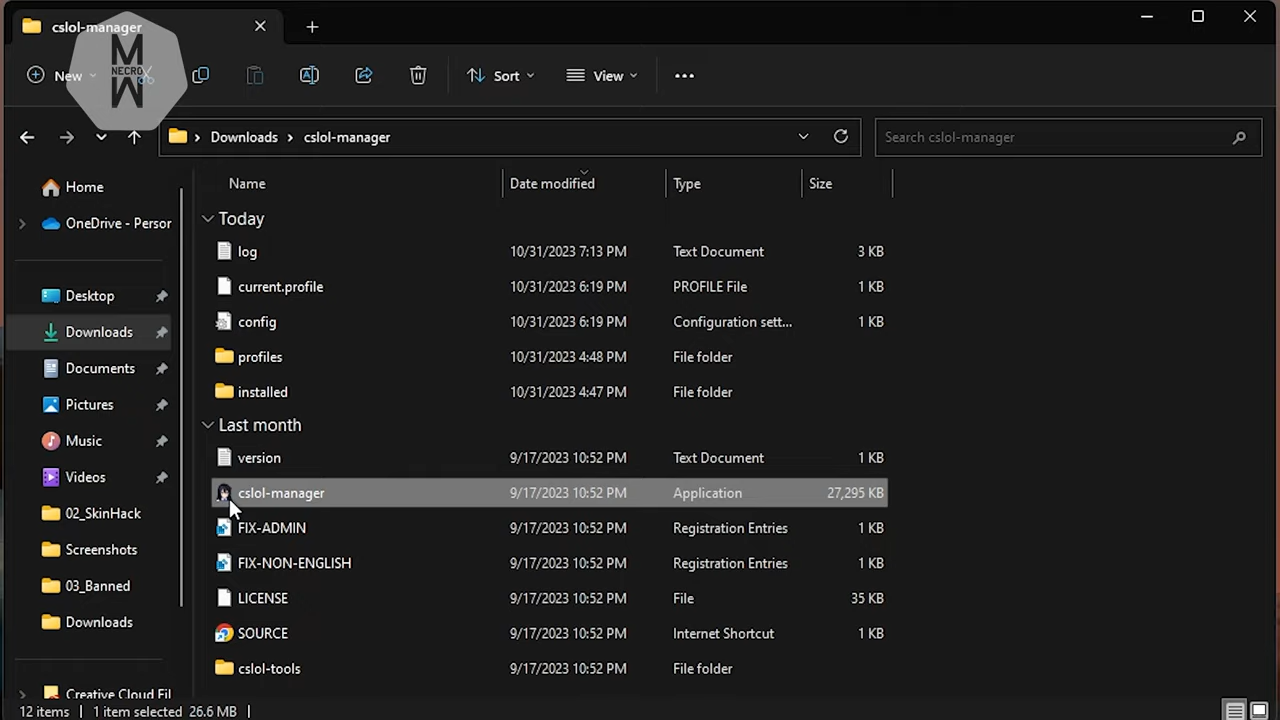 cslol-manager
M
NECRO
W
New
Sort
View
Downloads > cslol-manager
Search cslol-manager
Name Date modified Type Size
Home
OneDrive - Persor
Desktop
Downloads
Documents
Pictures
Music
Videos
02_SkinHack
Screenshots
03_Banned
Downloads
Creative Cloud Fil
Today
log 10/31/2023 7:13 PM Text Document 3 KB
current.profile 10/31/2023 6:19 PM PROFILE File 1 KB
config 10/31/2023 6:19 PM Configuration sett... 1 KB
profiles 10/31/2023 4:48 PM File folder
installed 10/31/2023 4:47 PM File folder
Last month
version 9/17/2023 10:52 PM Text Document 1 KB
cslol-manager 9/17/2023 10:52 PM Application 27,295 KB
FIX-ADMIN 9/17/2023 10:52 PM Registration Entries 1 KB
FIX-NON-ENGLISH 9/17/2023 10:52 PM Registration Entries 1 KB
LICENSE 9/17/2023 10:52 PM File 35 KB
SOURCE 9/17/2023 10:52 PM Internet Shortcut 1 KB
cslol-tools 9/17/2023 10:52 PM File folder
12 items | 1 item selected 26.6 MB |